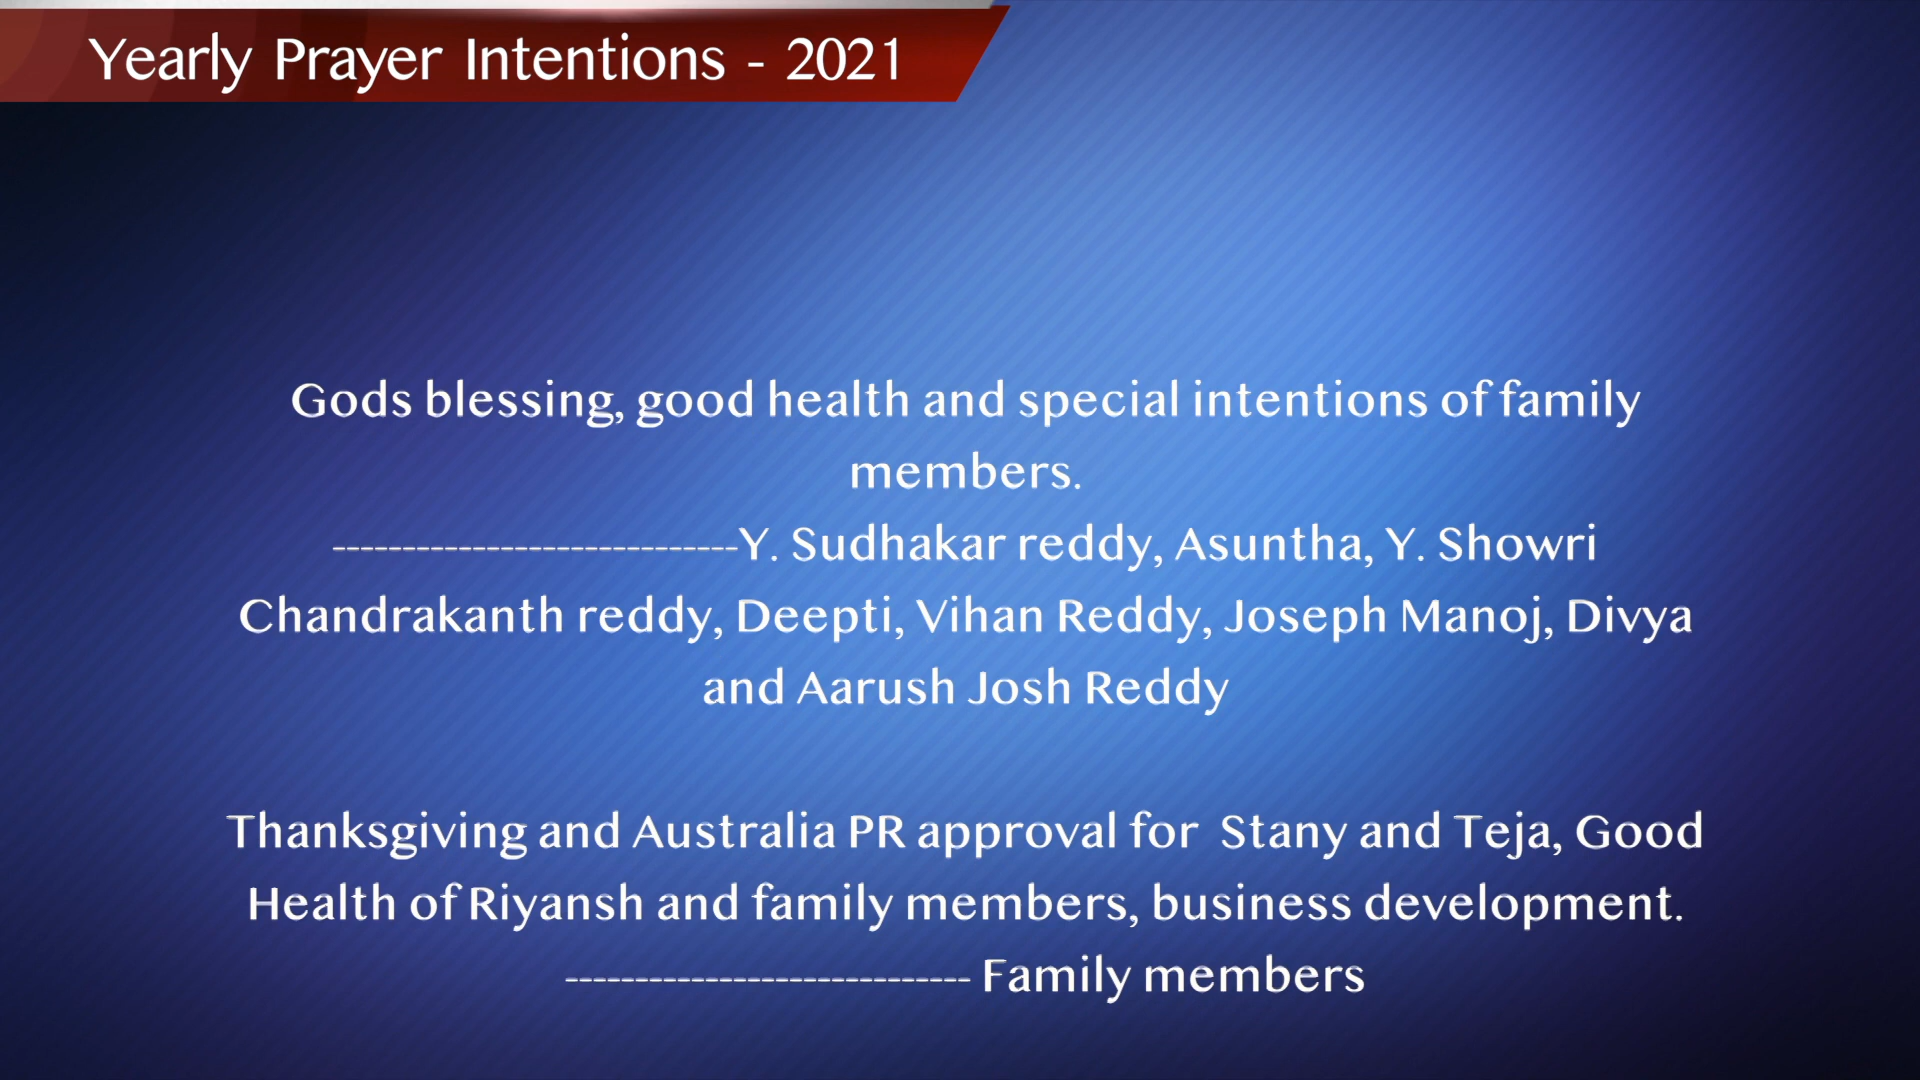 Yearly Prayer Intentions - 2021
Gods blessing, good health and special intentions of family
members.
-----------------------------Y. Sudhakar reddy, Asuntha, Y. Showri
Chandrakanth reddy, Deepti, Vihan Reddy, Joseph Manoj, Divya
and Aarush Josh Reddy
Thanksgiving and Australia PR approval for  Stany and Teja, Good
Health of Riyansh and family members, business development.
----------------------------- Family members